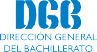 DGB
DIRECCIÓN GENERAL
DEL BACHILLERATO